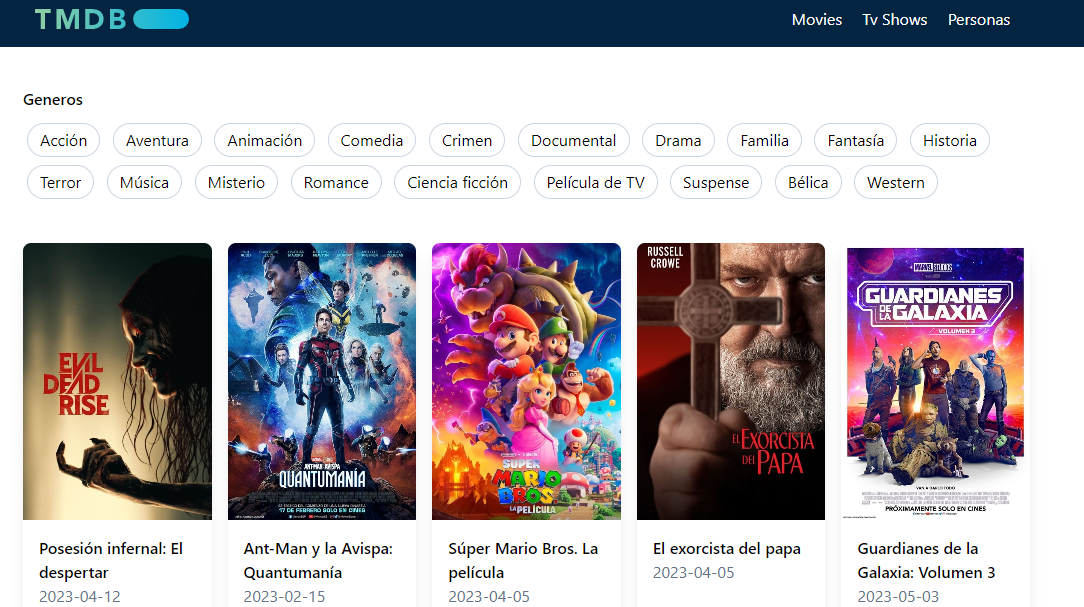 TMDB
Movies Tv Shows Personas
Generos
Acción Aventura Animación Comedia Crimen Documental Drama Familia Fantasía Historia
Terror Música Misterio Romance Ciencia ficción Película de TV Suspense Bélica Western
EVIL
DEAD
RISE
ANT-MAN Y LA AVISPA:
QUANTUMANÍA
17 DE FEBRERO SOLO EN CINES
SUPER
MARIO
BROS
LA PELÍCULA
RUSSELL
CROWE
EL EXORCISTA
DEL PAPA
MARVEL STUDIOS
GUARDIANES
DE LA GALAXIA
VOLUMEN 3
VAN A DARLO TODO
PRÓXIMAMENTE SOLO EN CINES
Posesión infernal: El
despertar
2023-04-12
Ant-Man y la Avispa:
Quantumanía
2023-02-15
Súper Mario Bros. La
película
2023-04-05
El exorcista del papa
2023-04-05
Guardianes de la
Galaxia: Volumen 3
2023-05-03